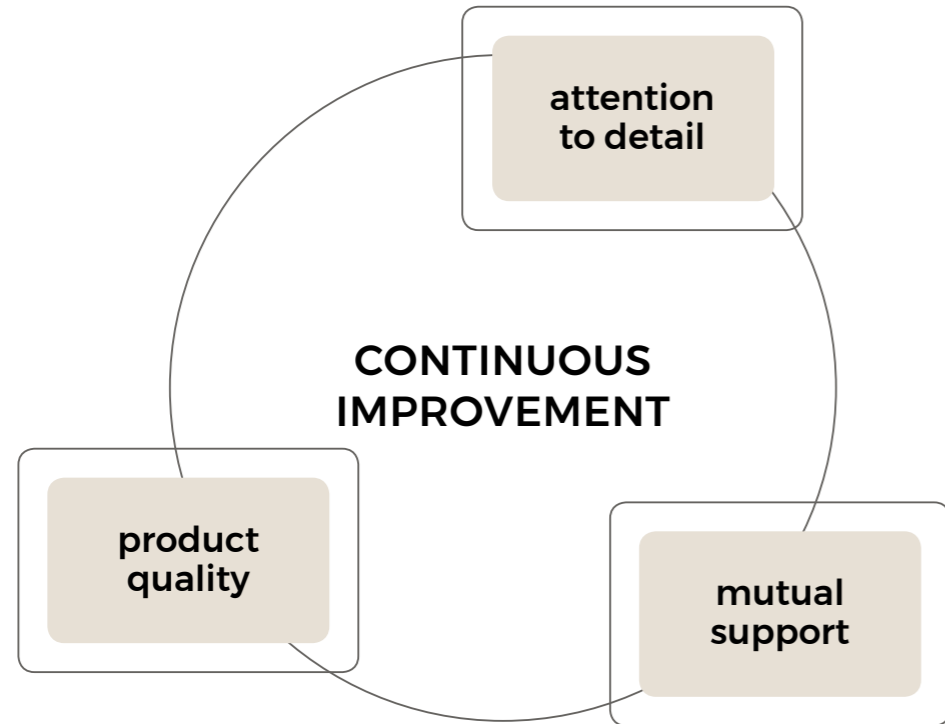 attention
to detail
CONTINUOUS
IMPROVEMENT
product
quality
mutual
support